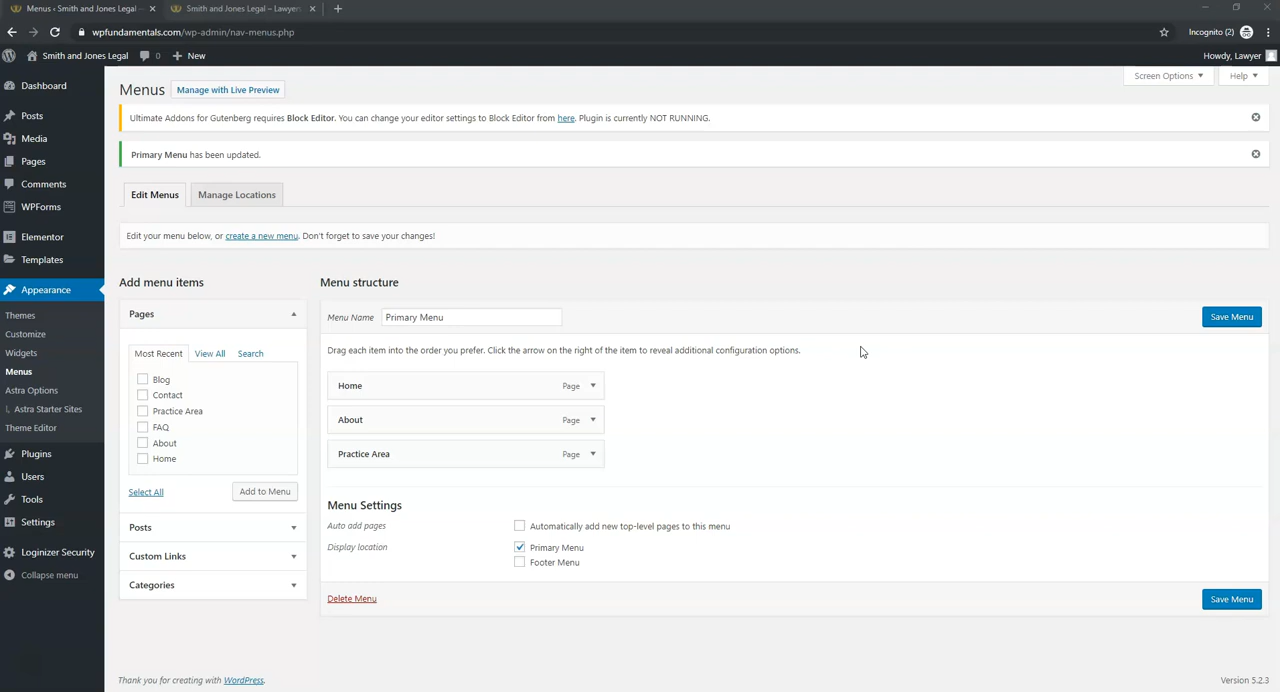 Menus ‹ Smith and Jones Legal —
Smith and Jones Legal – Lawyer
wpfundamentals.com/wp-admin/nav-menus.php
Incognito (2)
Smith and Jones Legal
0
New
Howdy, Lawyer
Dashboard
Posts
Media
Pages
Comments
WPForms
Elementor
Templates
Appearance
Themes
Customize
Widgets
Menus
Astra Options
Astra Starter Sites
Theme Editor
Plugins
Users
Tools
Settings
Loginizer Security
Collapse menu
Menus
Manage with Live Preview
Screen Options
Help
Ultimate Addons for Gutenberg requires Block Editor. You can change your editor settings to Block Editor from here. Plugin is currently NOT RUNNING.
Primary Menu has been updated.
Edit Menus
Manage Locations
Edit your menu below, or create a new menu. Don't forget to save your changes!
Add menu items
Pages
Most Recent
View All
Search
Blog
Contact
Practice Area
FAQ
About
Home
Select All
Add to Menu
Posts
Custom Links
Categories
Menu structure
Menu Name
Primary Menu
Save Menu
Drag each item into the order you prefer. Click the arrow on the right of the item to reveal additional configuration options.
Home Page
About Page
Practice Area Page
Menu Settings
Auto add pages
Automatically add new top-level pages to this menu
Display location
Primary Menu
Footer Menu
Delete Menu
Save Menu
Thank you for creating with WordPress.
Version 5.2.3